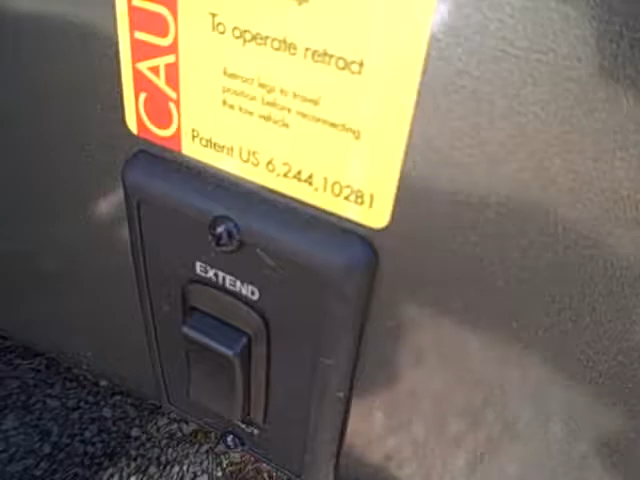 CAU
To operate retract
Retract legs to travel
position before reconnecting
the tow vehicle
Patent US 6,244,102B1
EXTEND